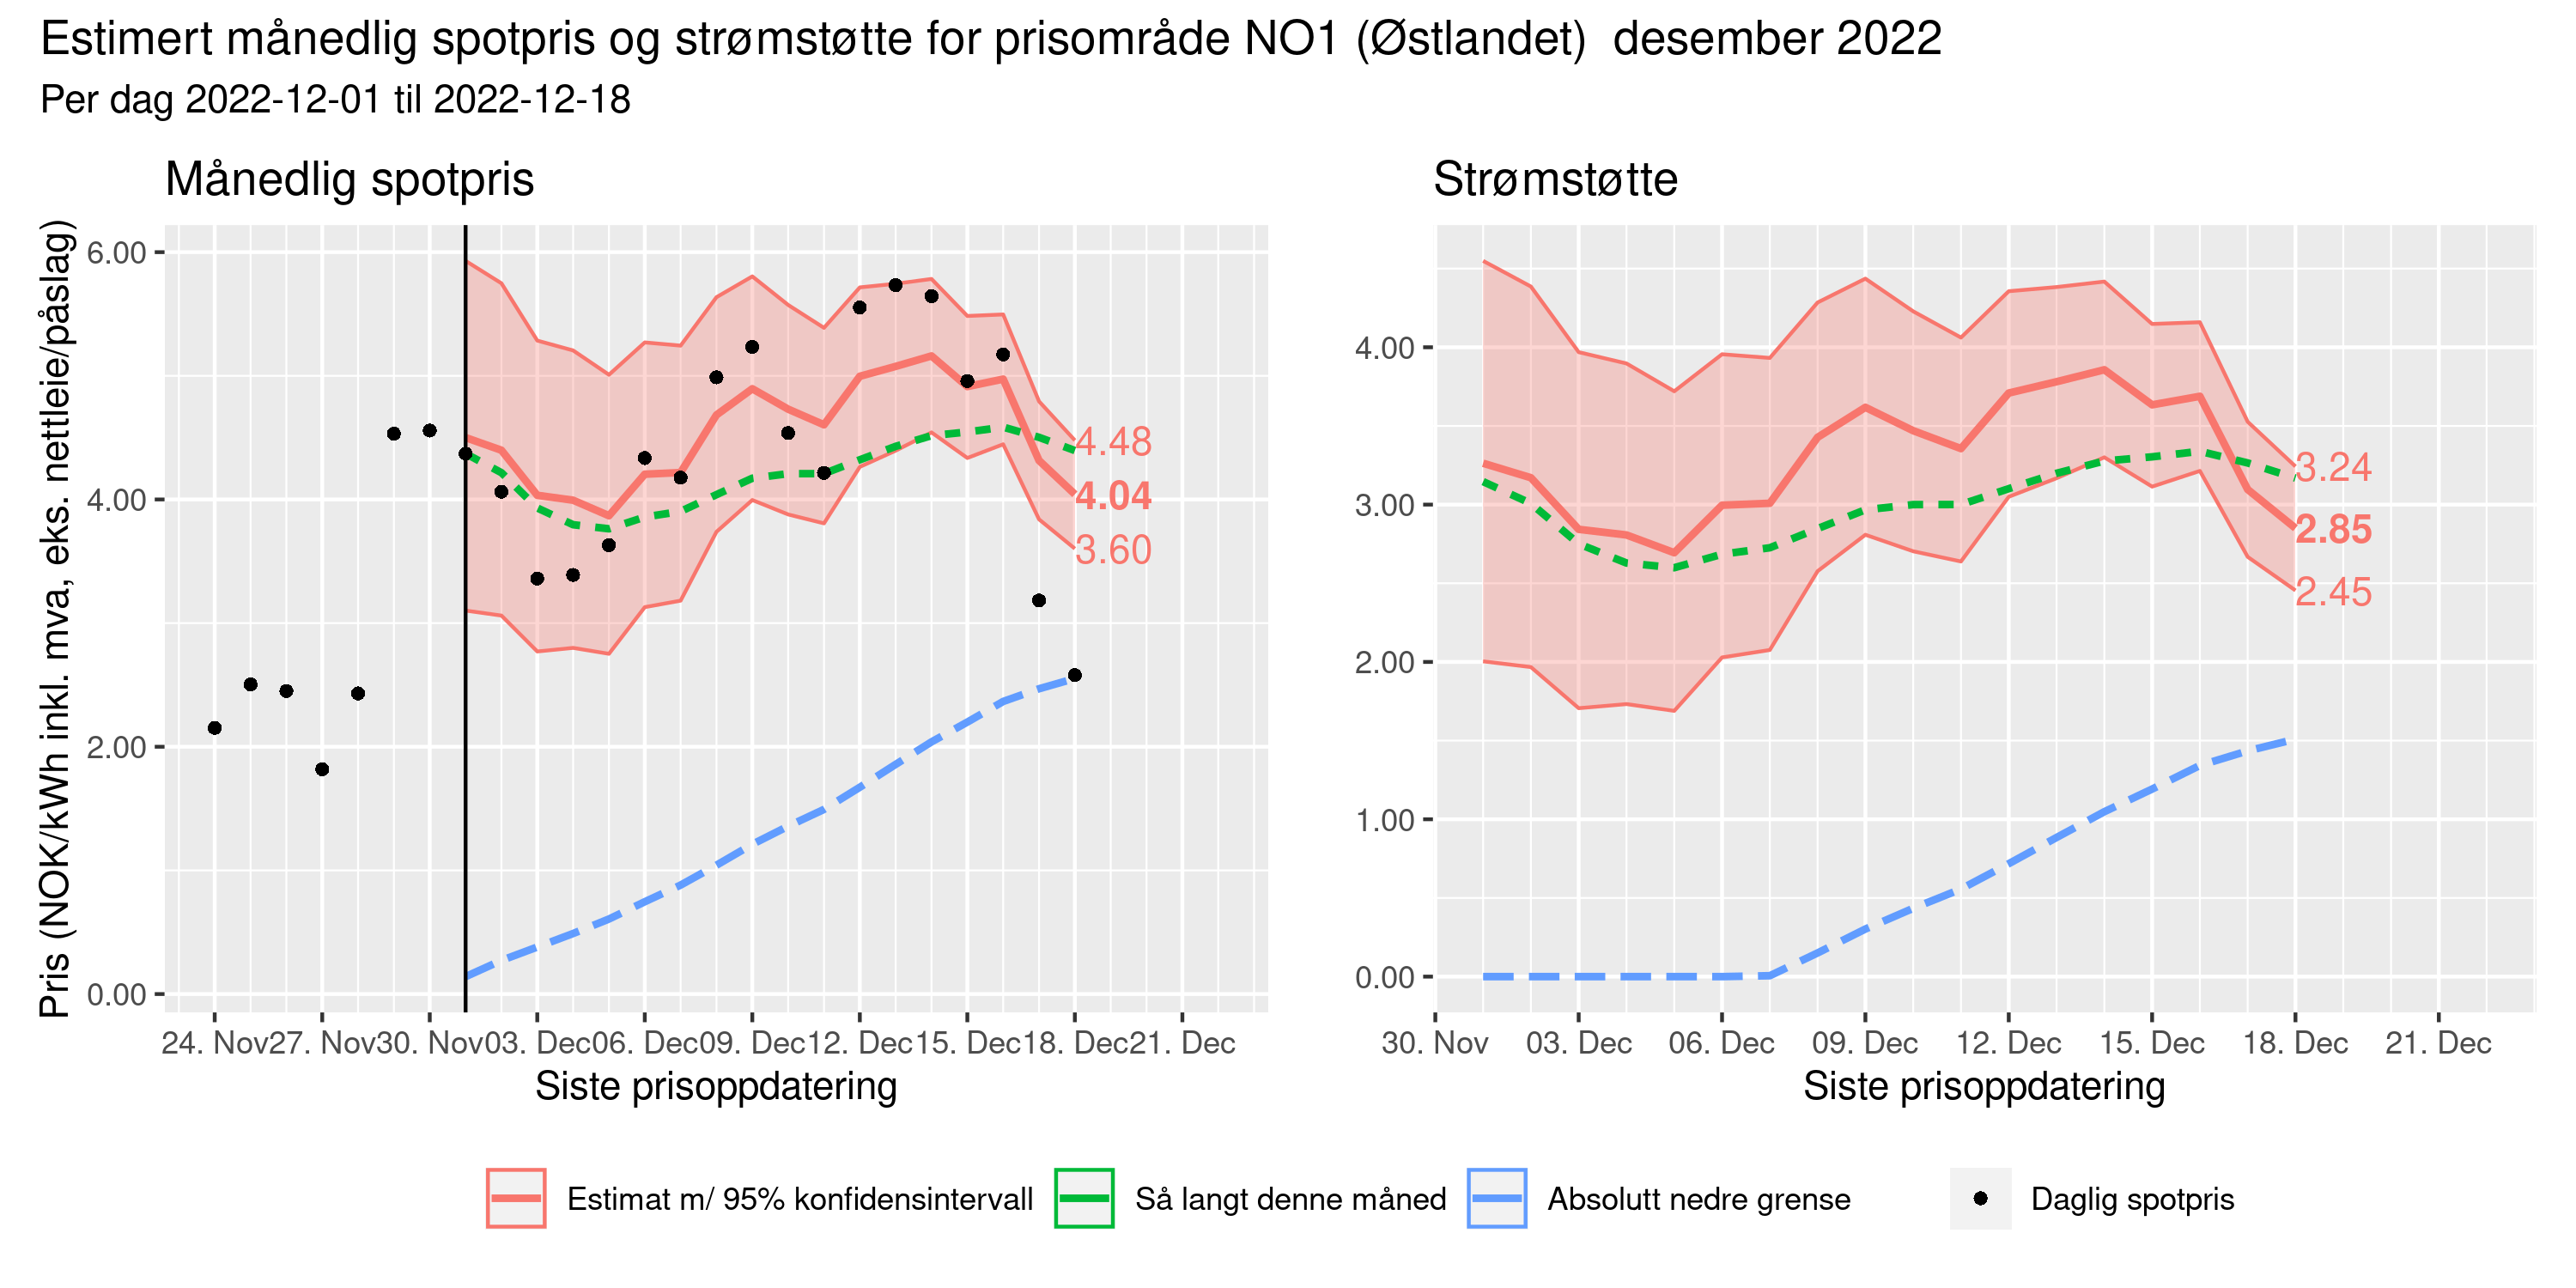 Estimert månedlig spotpris og strømstøtte for prisområde NO1 (Østlandet)  desember 2022
Per dag 2022-12-01 til 2022-12-18
Månedlig spotpris
Pris (NOK/kWh inkl. mva, eks. nettleie/påslag)
6.00
4.00
2.00
0.00
4.48
4.04
3.60
24. Nov 27. Nov 30. Nov 03. Dec 06. Dec 09. Dec 12. Dec 15. Dec 18. Dec 21. Dec
Siste prisoppdatering
Strømstøtte
4.00
3.00
2.00
1.00
0.00
3.24
2.85
2.45
30. Nov 03. Dec 06. Dec 09. Dec 12. Dec 15. Dec 18. Dec 21. Dec
Siste prisoppdatering
Estimat m/ 95% konfidensintervall Så langt denne måned Absolutt nedre grense Daglig spotpris